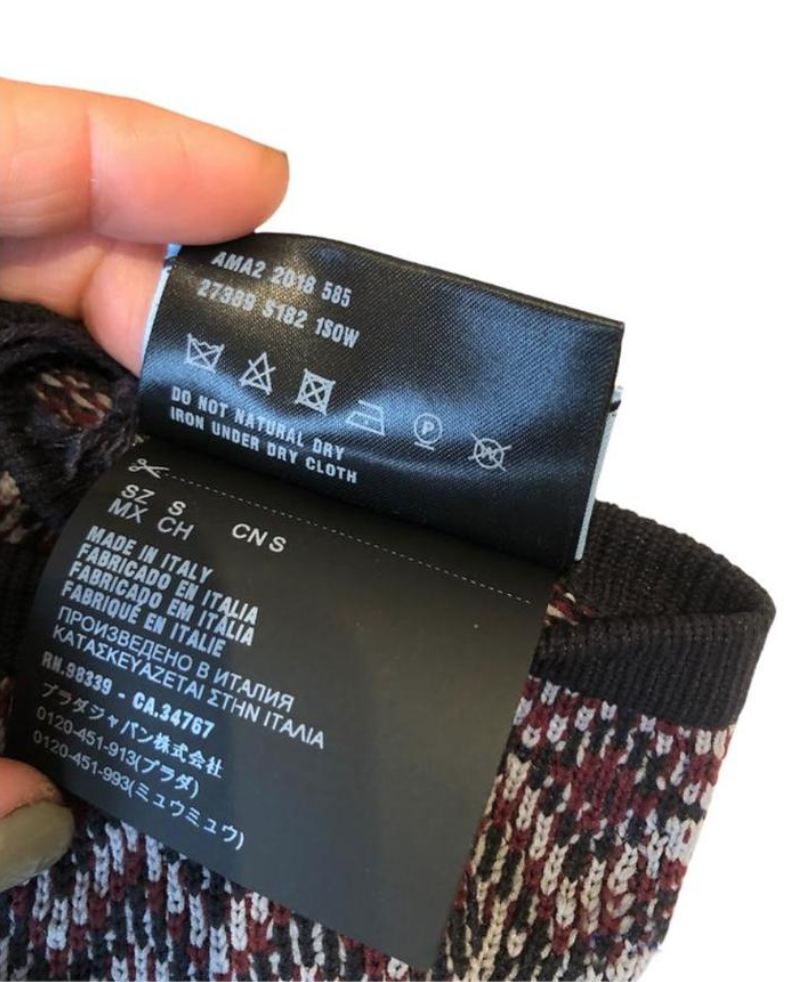 AMA2 2018 585
27389 S182 1S0W
DO NOT NATURAL DRY
IRON UNDER DRY CLOTH
SZ S
MX CH CN S
MADE IN ITALY
FABRICADO EN ITALIA
FABRICADO EM ITÁLIA
FABRIQUÉ EN ITALIE
ПРОИЗВЕДЕНО В ИТАЛИЯ
ΚΑΤΑΣΚΕΥΑΖΕΤΑΙ ΣΤΗΝ ΙΤΑΛΙΑ
RN.98339 - CA.34767
プラダジャパン株式会社
0120-451-913(プラダ)
0120-451-993(ミュウミュウ)